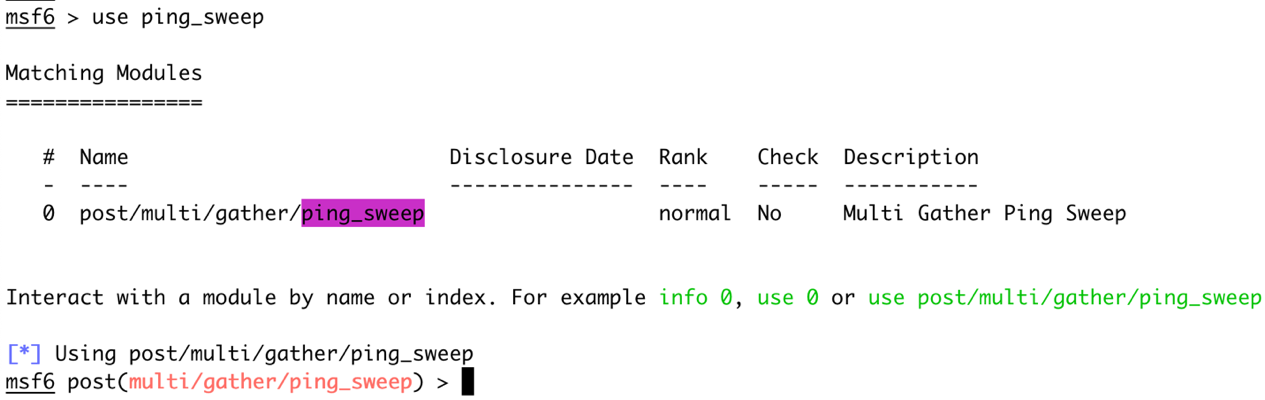 msf6 > use ping_sweep
Matching Modules
================
#  Name                          Disclosure Date  Rank    Check  Description
-  ----                          ---------------  ----    -----  -----------
0  post/multi/gather/ping_sweep                   normal  No     Multi Gather Ping Sweep
Interact with a module by name or index. For example info 0, use 0 or use post/multi/gather/ping_sweep
[*] Using post/multi/gather/ping_sweep
msf6 post(multi/gather/ping_sweep) >